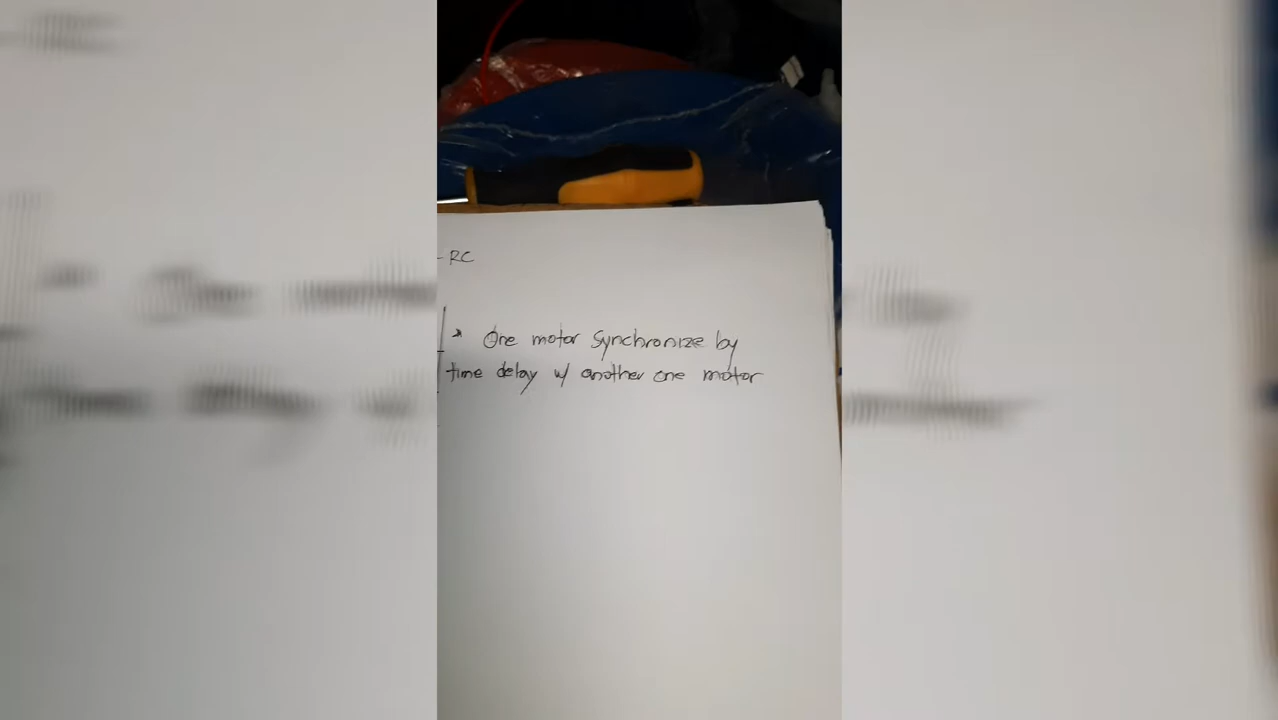 - RC
* One motor Synchronize by
time delay w/ another one motor